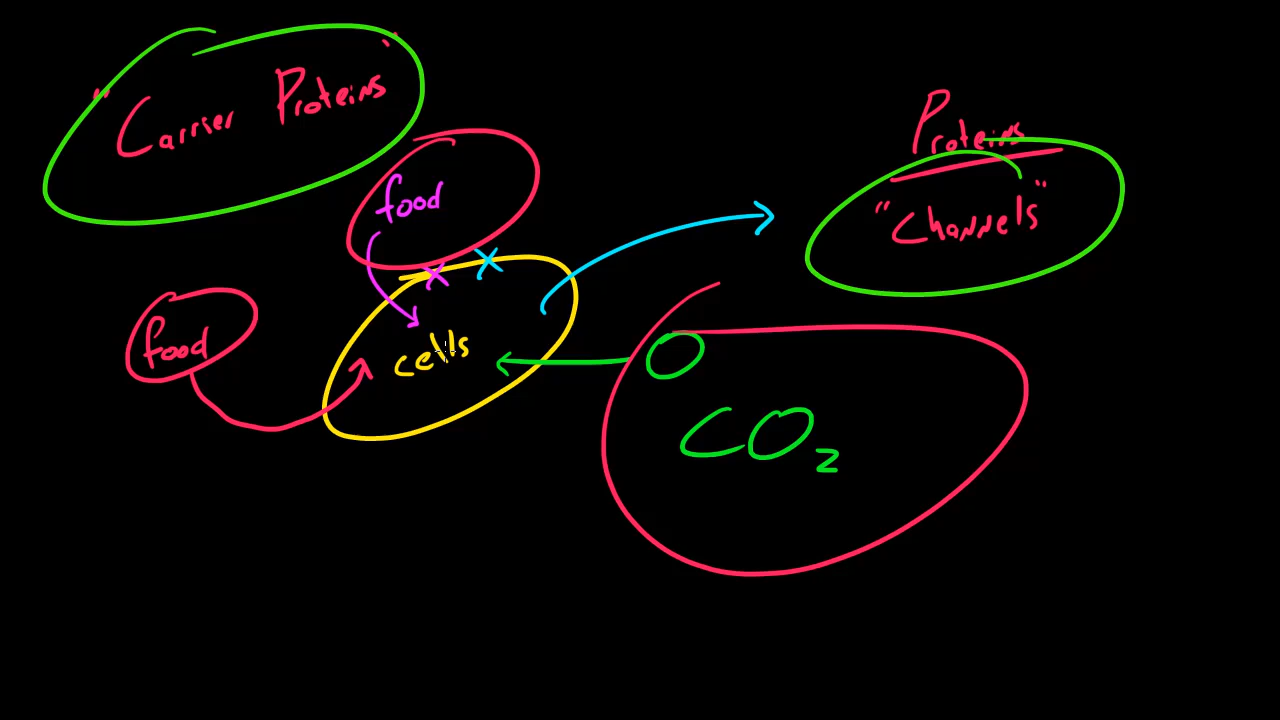 "Carrier Proteins"
Proteins
"Channels"
food
food
cells
O
CO₂